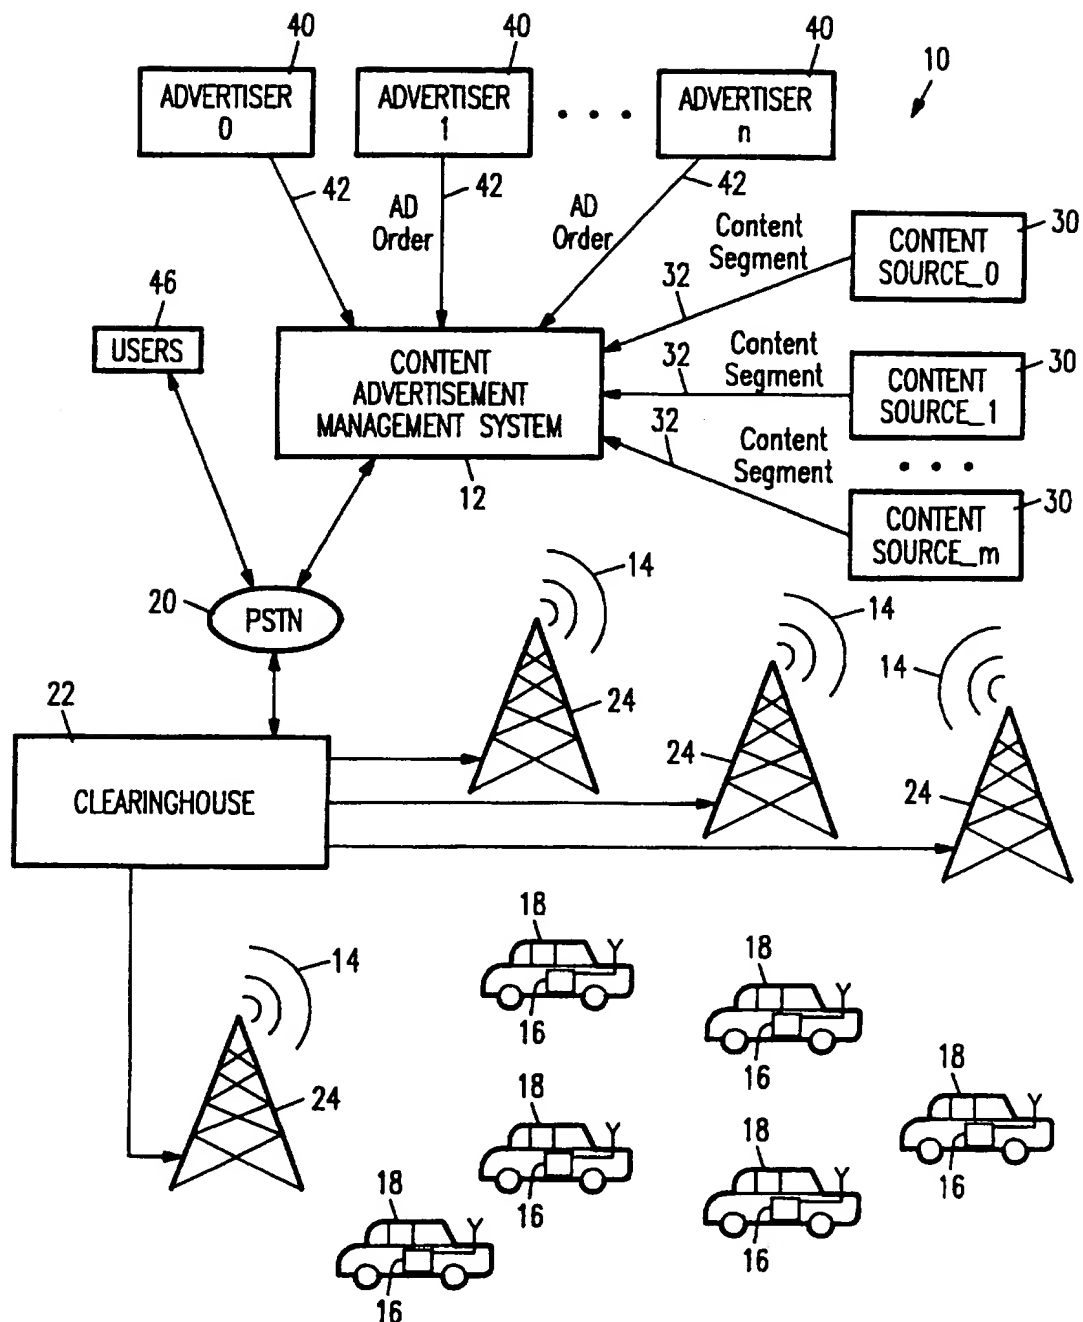 40
40
40
10
ADVERTISER
0
ADVERTISER
1
• • •
ADVERTISER
n
42
42
42
AD
Order
AD
Order
Content
Segment
30
CONTENT
SOURCE_0
32
46
USERS
CONTENT
ADVERTISEMENT
MANAGEMENT SYSTEM
32
Content
Segment
30
CONTENT
SOURCE_1
32
Content
Segment
• • •
12
30
CONTENT
SOURCE_m
20
PSTN
14
14
14
22
24
24
24
CLEARINGHOUSE
14
24
18
16
18
16
18
16
18
16
18
16
18
16